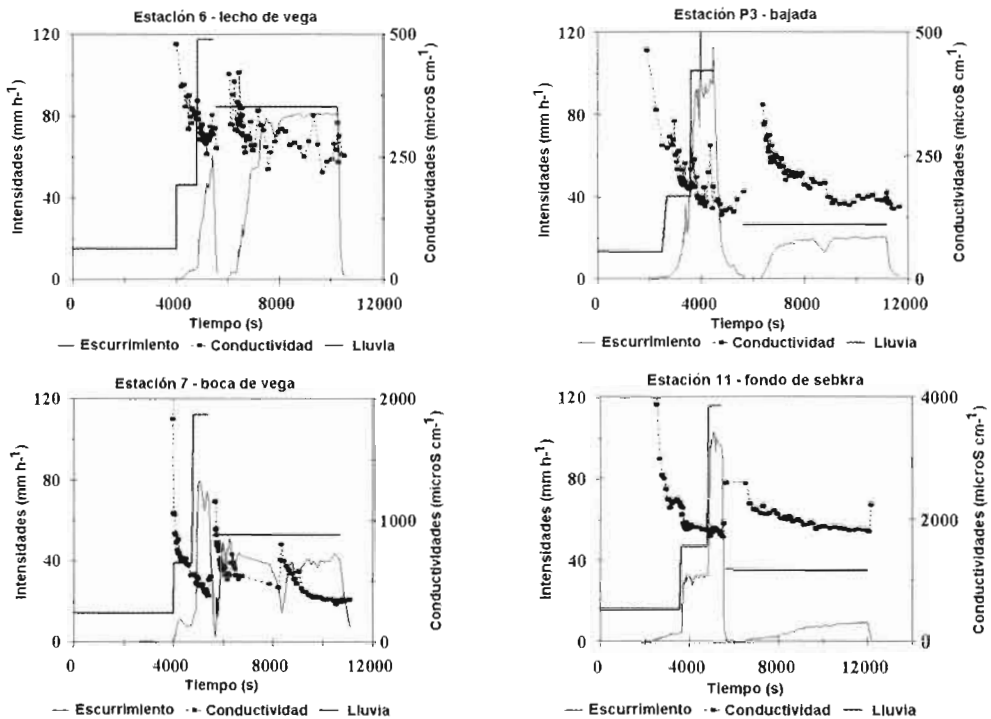 Estación 6 - lecho de vega
Intensidades (mm h-1)
120
80
40
0
500
250
0
Conductividades (microS cm-1)
0 4000 8000 12000
Tiempo (s)
Escurrimiento Conductividad Lluvia
Estación P3 - bajada
Intensidades (mm h-1)
120
80
40
0
500
250
0
Conductividades (microS cm-1)
0 4000 8000 12000
Tiempo (s)
Escurrimiento Conductividad Lluvia
Estación 7 - boca de vega
Intensidades (mm h-1)
120
80
40
0
2000
1000
0
Conductividades (microS cm-1)
0 4000 8000 12000
Tiempo (s)
Escurrimiento Conductividad Lluvia
Estación 11 - fondo de sebkra
Intensidades (mm h-1)
120
80
40
0
4000
2000
0
Conductividades (microS cm-1)
0 4000 8000 12000
Tiempo (s)
Escurrimiento Conductividad Lluvia